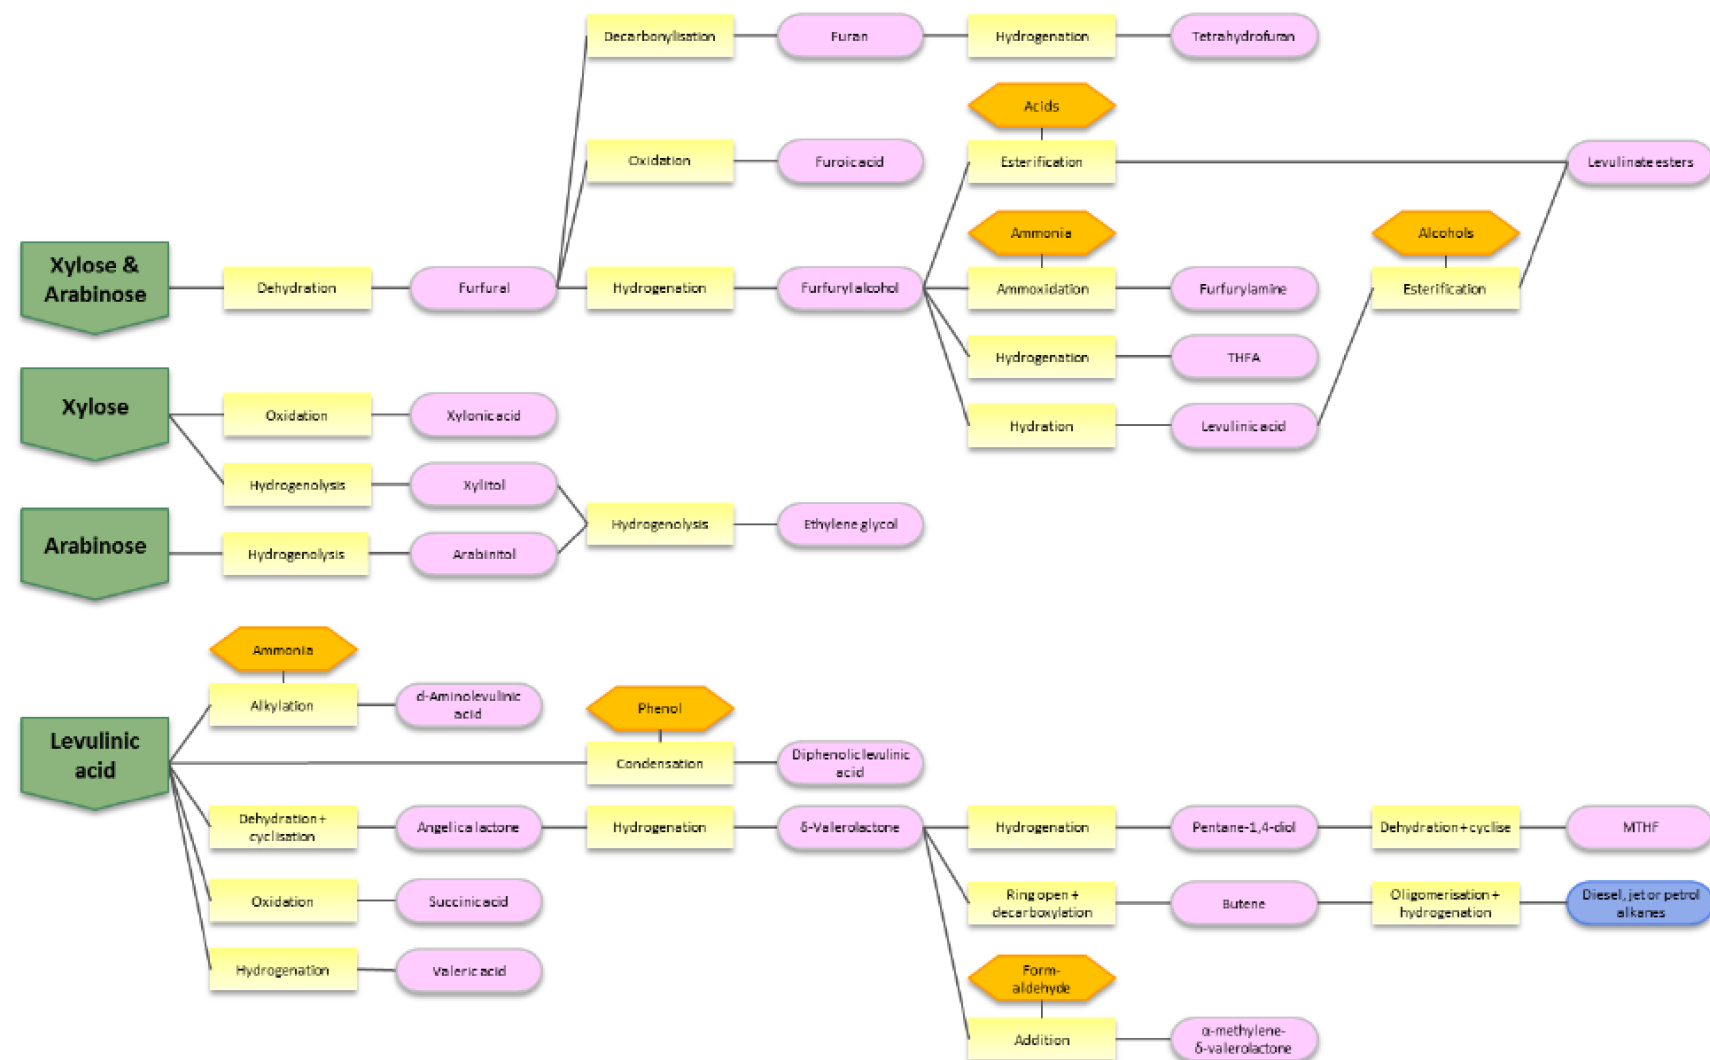 Decarbonylisation
Furan
Hydrogenation
Tetrahydrofuran
Acids
Oxidation
Furoic acid
Esterification
Levulinate esters
Ammonia
Alcohols
Xylose &
Arabinose
Dehydration
Furfural
Hydrogenation
Furfuryl alcohol
Ammoxidation
Furfurylamine
Esterification
Hydrogenation
THFA
Xylose
Oxidation
Xylonic acid
Hydration
Levulinic acid
Hydrogenolysis
Xylitol
Hydrogenolysis
Ethylene glycol
Arabinose
Hydrogenolysis
Arabinitol
Ammonia
Alkylation
d-Aminolevulinic
acid
Phenol
Levulinic
acid
Condensation
Diphenolic levulinic
acid
Dehydration +
cyclisation
Angelica lactone
Hydrogenation
δ-Valerolactone
Hydrogenation
Pentane-1,4-diol
Dehydration + cyclise
MTHF
Oxidation
Succinic acid
Ring open +
decarboxylation
Butene
Oligomerisation +
hydrogenation
Diesel, jet or petrol
alkanes
Hydrogenation
Valeric acid
Form-
aldehyde
Addition
α-methylene-
δ-valerolactone